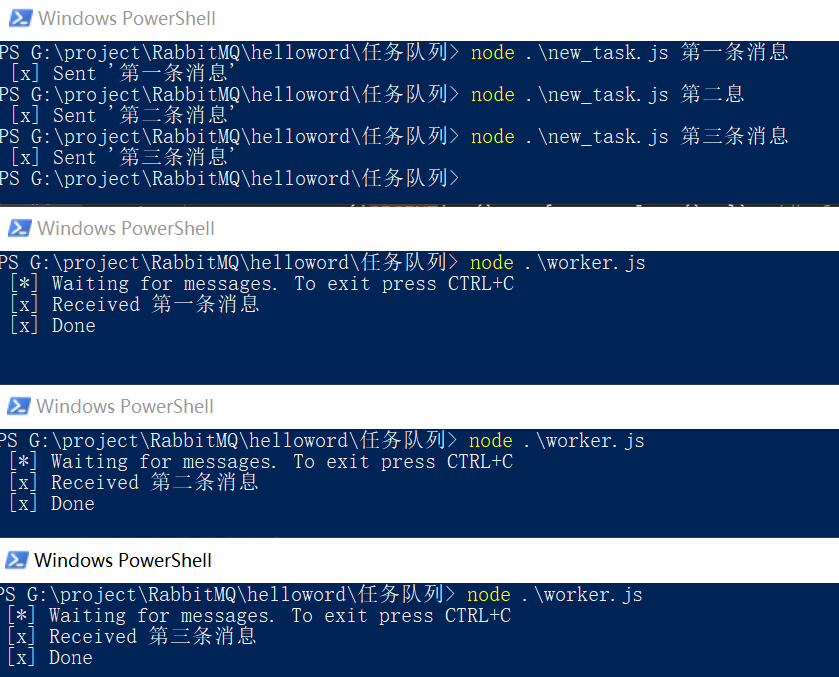 Windows PowerShell
PS G:\project\RabbitMQ\helloword\任务队列> node .\new_task.js 第一条消息
[x] Sent '第一条消息'
PS G:\project\RabbitMQ\helloword\任务队列> node .\new_task.js 第二息
[x] Sent '第二条消息'
PS G:\project\RabbitMQ\helloword\任务队列> node .\new_task.js 第三条消息
[x] Sent '第三条消息'
PS G:\project\RabbitMQ\helloword\任务队列>
Windows PowerShell
PS G:\project\RabbitMQ\helloword\任务队列> node .\worker.js
[*] Waiting for messages. To exit press CTRL+C
[x] Received 第一条消息
[x] Done
Windows PowerShell
PS G:\project\RabbitMQ\helloword\任务队列> node .\worker.js
[*] Waiting for messages. To exit press CTRL+C
[x] Received 第二条消息
[x] Done
Windows PowerShell
PS G:\project\RabbitMQ\helloword\任务队列> node .\worker.js
[*] Waiting for messages. To exit press CTRL+C
[x] Received 第三条消息
[x] Done